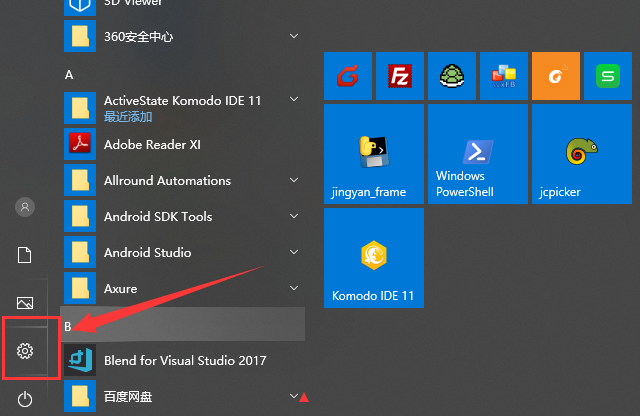 3D Viewer
360安全中心
A
ActiveState Komodo IDE 11
最近添加
Adobe Reader XI
Allround Automations
Android SDK Tools
Android Studio
Axure
B
Blend for Visual Studio 2017
百度网盘
FZ
WXFB
G
S
jingyan_frame
Windows
PowerShell
jcpicker
Komodo IDE 11